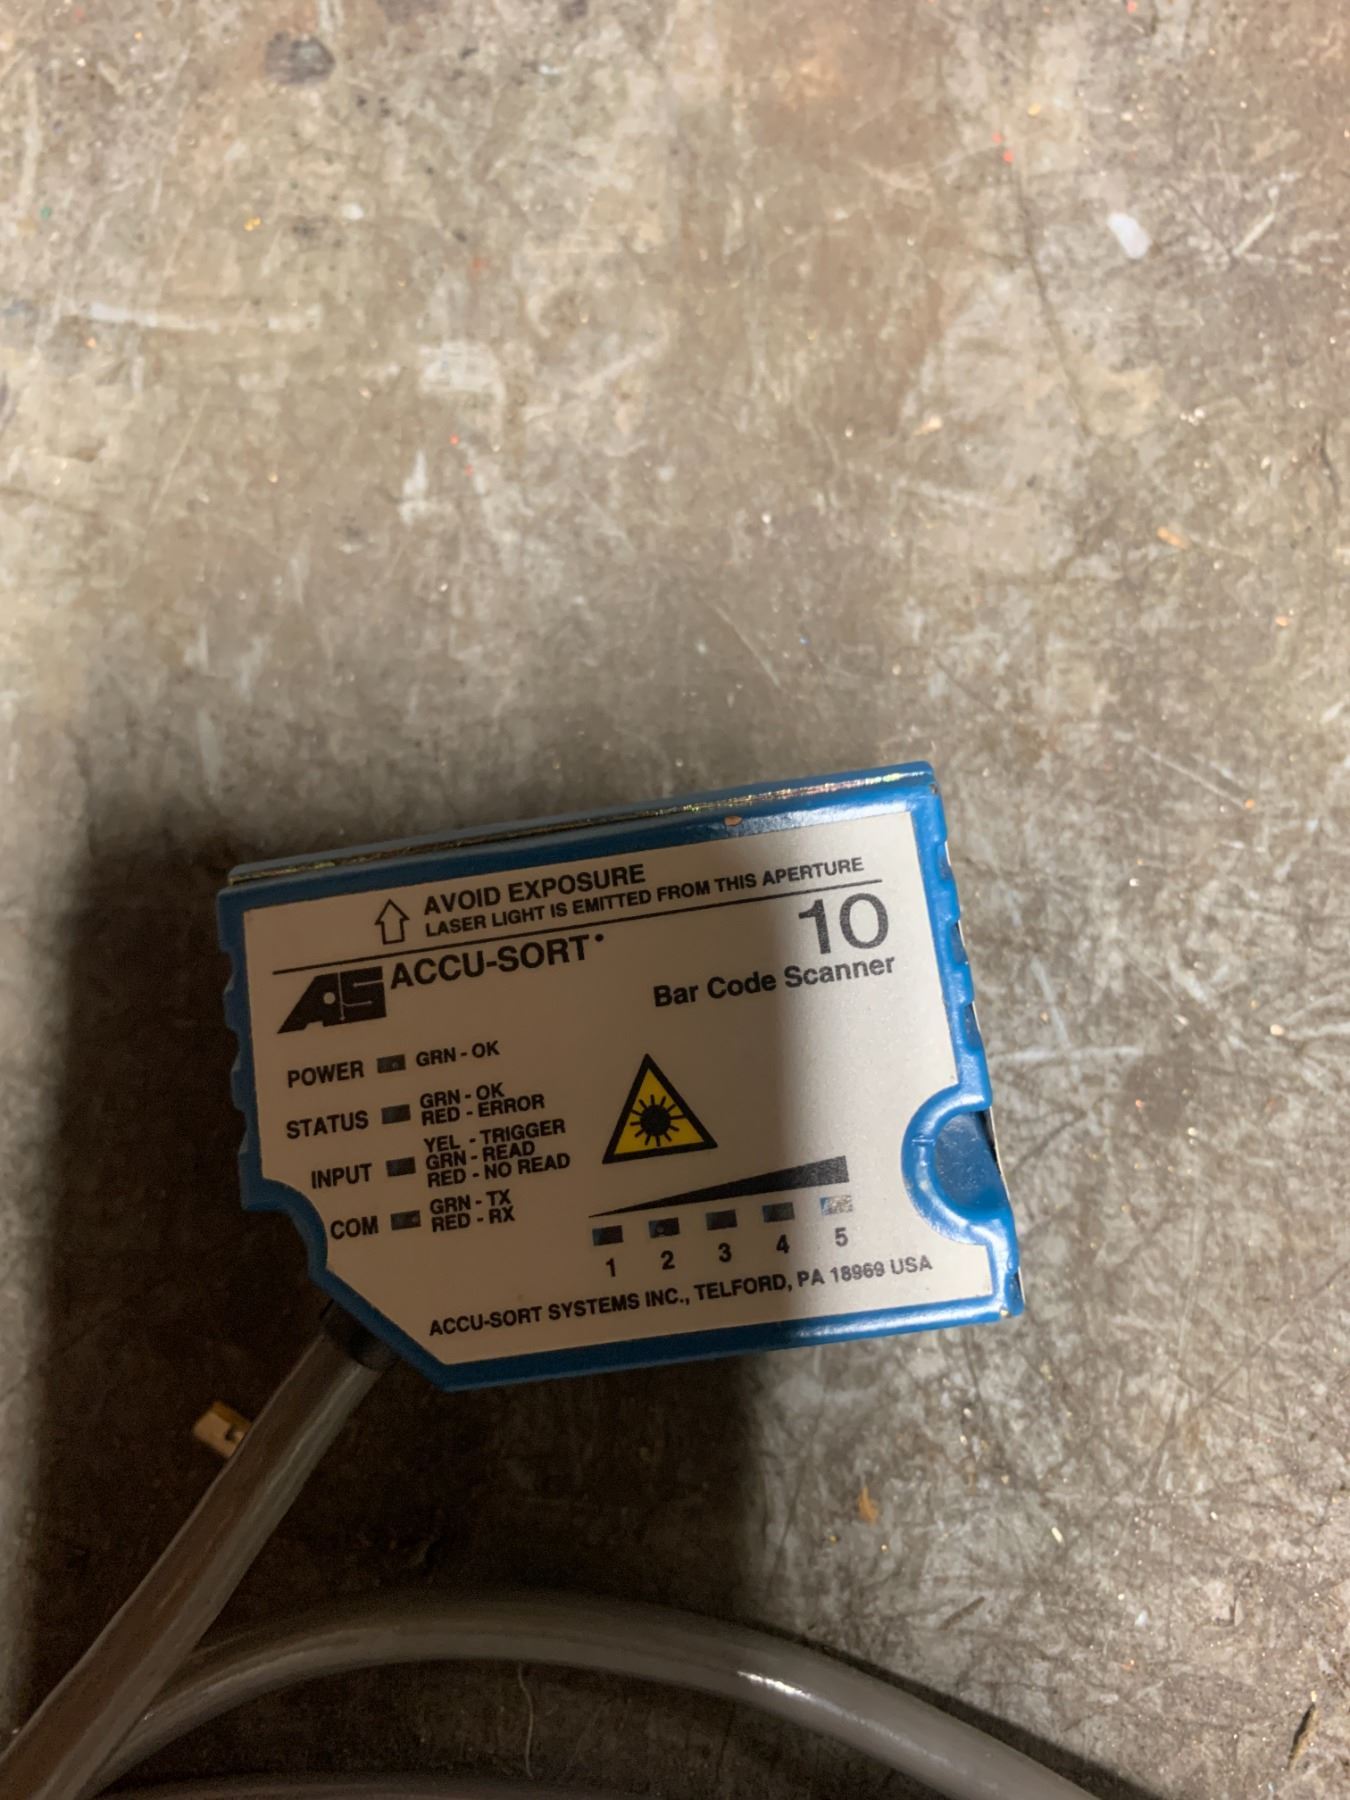 AVOID EXPOSURE
LASER LIGHT IS EMITTED FROM THIS APERTURE
AS ACCU-SORT
10
Bar Code Scanner
POWER GRN - OK
STATUS GRN - OK
RED - ERROR
INPUT YEL - TRIGGER
GRN - READ
RED - NO READ
COM GRN - TX
RED - RX
1 2 3 4 5
ACCU-SORT SYSTEMS INC., TELFORD, PA 18969 USA